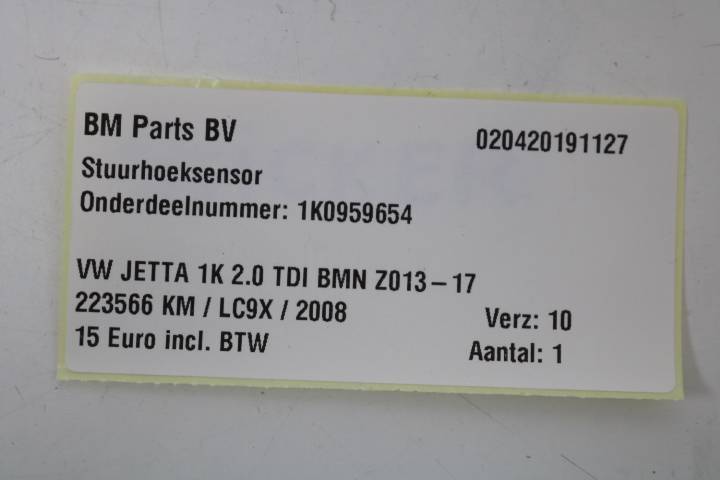 BM Parts BV
020420191127
Stuurhoeksensor
Onderdeelnummer: 1K0959654
VW JETTA 1K 2.0 TDI BMN Z013-17
223566 KM / LC9X / 2008
Verz: 10
15 Euro incl. BTW
Aantal: 1